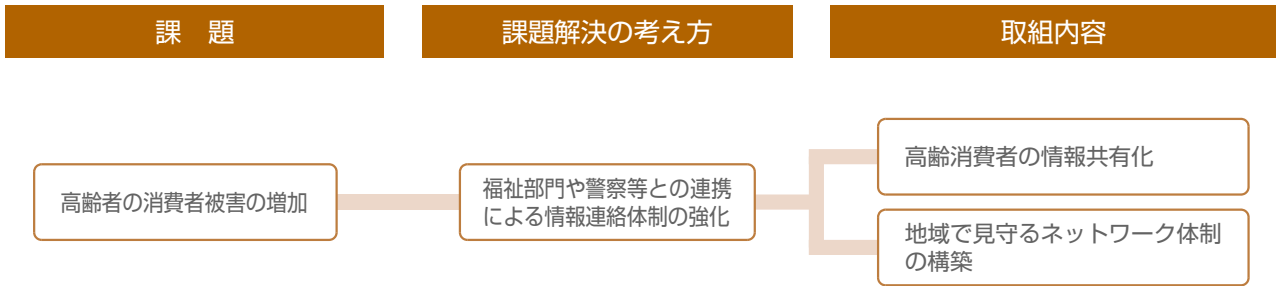 課　題
課題解決の考え方
取組内容
高齢者の消費者被害の増加
福祉部門や警察等との連携
による情報連絡体制の強化
高齢消費者の情報共有化
地域で見守るネットワーク体制
の構築